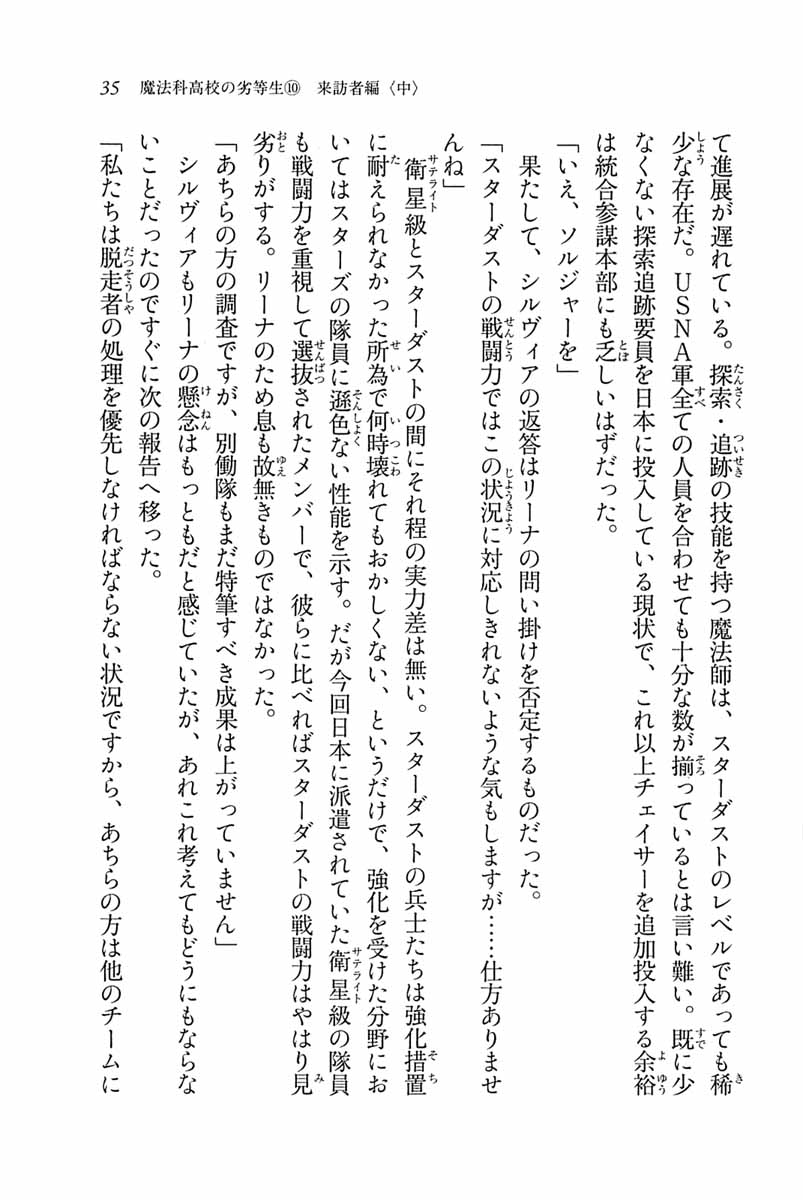 35　魔法科高校の劣等生⑩　来訪者編〈中〉
て進展が遅れている。探索・追跡の技能を持つ魔法師は、スターダストのレベルであっても稀
少な存在だ。ＵＳＮＡ軍全ての人員を合わせても十分な数が揃っているとは言い難い。既に少
なくない探索追跡要員を日本に投入している現状で、これ以上チェイサーを追加投入する余裕
は統合参謀本部にも乏しいはずだった。
「いえ、ソルジャーを」
　果たして、シルヴィアの返答はリーナの問い掛けを否定するものだった。
「スターダストの戦闘力ではこの状況に対応しきれないような気もしますが……仕方ありませ
んね」
　衛星級とスターダストの間にそれ程の実力差は無い。スターダストの兵士たちは強化措置
に耐えられなかった所為で何時壊れてもおかしくない、というだけで、強化を受けた分野にお
いてはスターズの隊員に遜色ない性能を示す。だが今回日本に派遣されていた衛星級の隊員
も戦闘力を重視して選抜されたメンバーで、彼らに比べればスターダストの戦闘力はやはり見
劣りがする。リーナのため息も故無きものではなかった。
「あちらの方の調査ですが、別働隊もまだ特筆すべき成果は上がっていません」
　シルヴィアもリーナの懸念はもっともだと感じていたが、あれこれ考えてもどうにもならな
いことだったのですぐに次の報告へ移った。
「私たちは脱走者の処理を優先しなければならない状況ですから、あちらの方は他のチームに